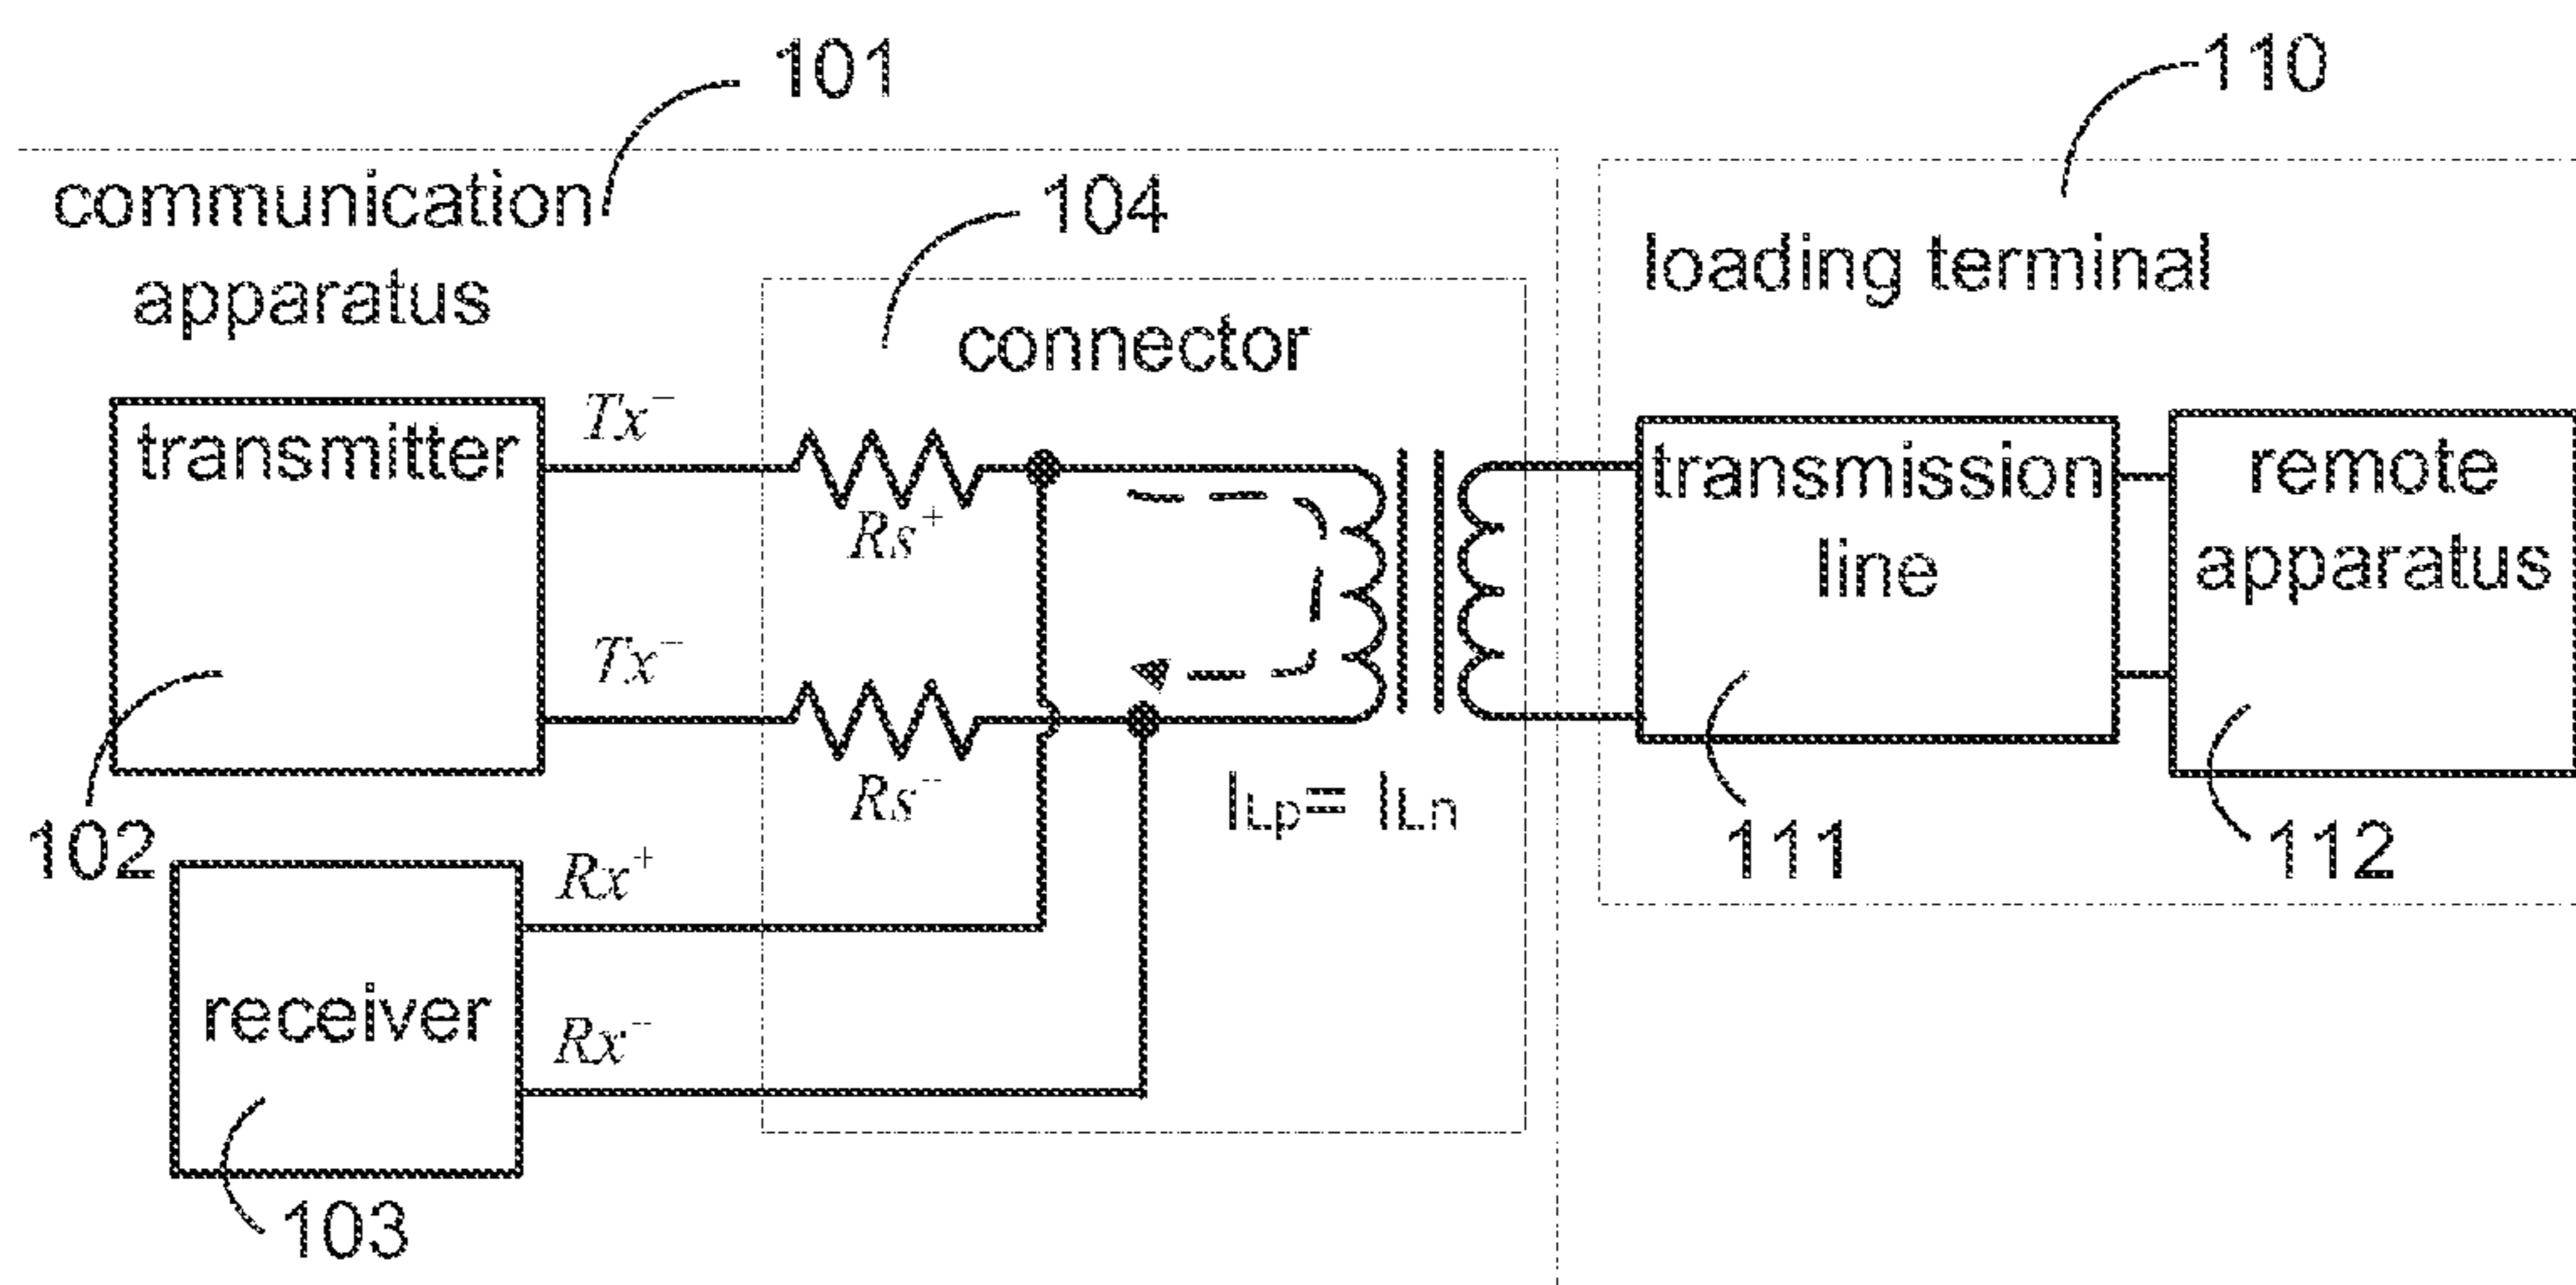 101
110
communication
apparatus
104
loading terminal
connector
transmitter
Tx⁻
Rs⁺
transmission
line
remote
apparatus
Tx⁻
Rs⁻
ILp= ILn
102
111
112
Rx⁺
receiver
Rx⁻
103